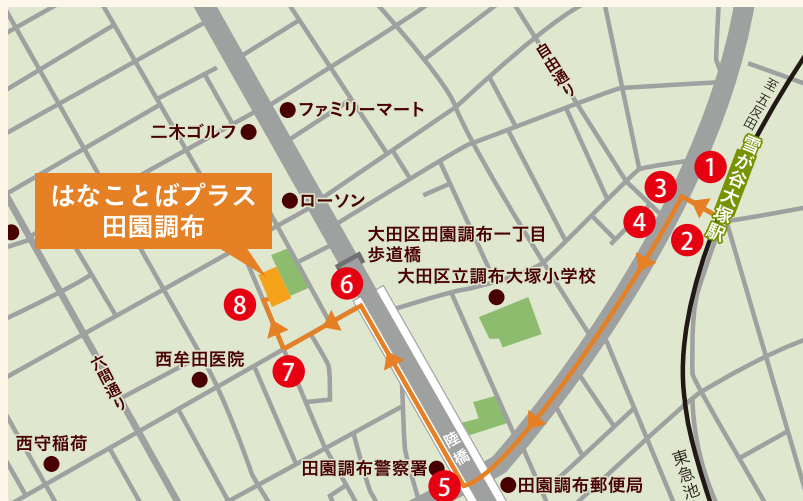 自由通り
至 五反田
ファミリーマート
二木ゴルフ
雪が谷大塚駅
1
はなことばプラス
田園調布
3
ローソン
4
2
大田区田園調布一丁目
歩道橋
大田区立調布大塚小学校
6
8
7
西牟田医院
六間通り
西守稲荷
陸橋
田園調布警察署
5
田園調布郵便局
東急池